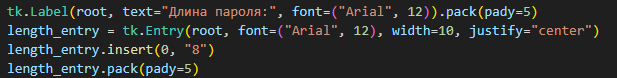 tk.Label(root, text="Длина пароля:", font=("Arial", 12)).pack(pady=5)
length_entry = tk.Entry(root, font=("Arial", 12), width=10, justify="center")
length_entry.insert(0, "8")
length_entry.pack(pady=5)